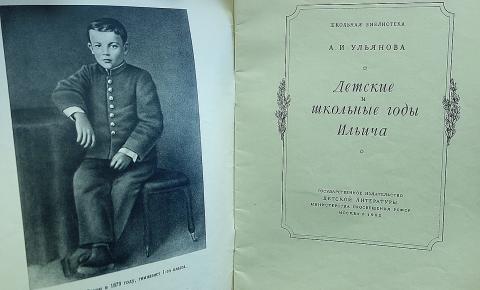 в 1879 году, гимназист 1-го класса.
ШКОЛЬНАЯ БИБЛИОТЕКА
А. И. УЛЬЯНОВА
Детские
и
школьные годы
Ильича
ГОСУДАРСТВЕННОЕ ИЗДАТЕЛЬСТВО
ДЕТСКОЙ ЛИТЕРАТУРЫ
МИНИСТЕРСТВА ПРОСВЕЩЕНИЯ РСФСР
МОСКВА